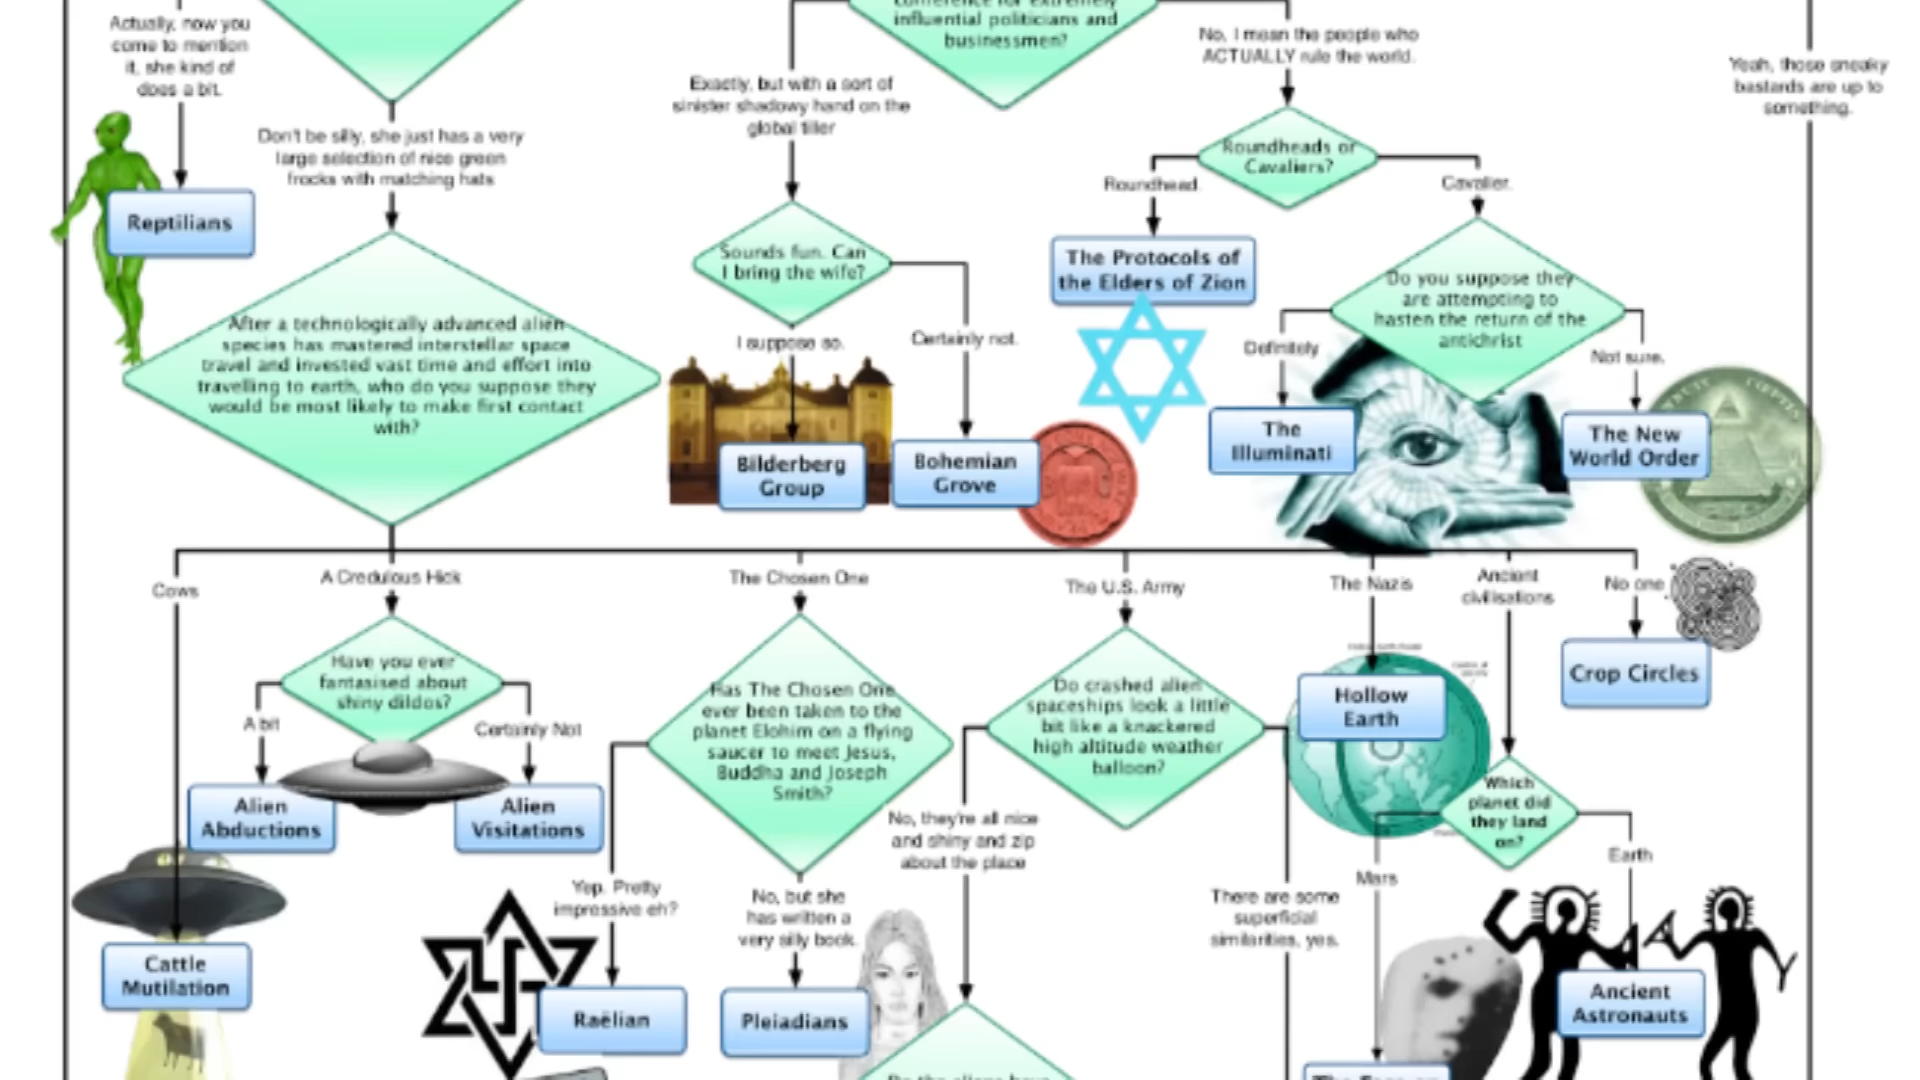 Actually, now you
come to mention
it, she kind of
does a bit.
influential politicians and
businessmen?
No, I mean the people who
ACTUALLY rule the world.
Yeah, those sneaky
bastards are up to
something.
Exactly, but with a sort of
sinister shadowy hand on the
global tiller
Don't be silly, she just has a very
large selection of nice green
frocks with matching hats
Roundheads or
Cavaliers?
Roundhead.
Cavalier.
Reptilians
Sounds fun. Can
I bring the wife?
The Protocols of
the Elders of Zion
Do you suppose they
are attempting to
hasten the return of the
antichrist
After a technologically advanced alien
species has mastered interstellar space
travel and invested vast time and effort into
travelling to earth, who do you suppose they
would be most likely to make first contact
with?
I suppose so.
Certainly not.
Definitely
Not sure.
Bilderberg
Group
Bohemian
Grove
The
Illuminati
The New
World Order
Cows
A Credulous Hick
The Chosen One
The U.S. Army
The Nazis
Ancient
civilisations
No one
Have you ever
fantasised about
shiny dildos?
Has The Chosen One
ever been taken to the
planet Elohim on a flying
saucer to meet Jesus,
Buddha and Joseph
Smith?
Do crashed alien
spaceships look a little
bit like a knackered
high altitude weather
balloon?
Hollow
Earth
Crop Circles
A bit
Certainly Not
Alien
Abductions
Alien
Visitations
Which
planet did
they land
on?
No, they're all nice
and shiny and zip
about the place
Mars
Earth
Yep. Pretty
impressive eh?
No, but she
has written a
very silly book.
There are some
superficial
similarities, yes.
Cattle
Mutilation
Raëlian
Pleiadians
Ancient
Astronauts